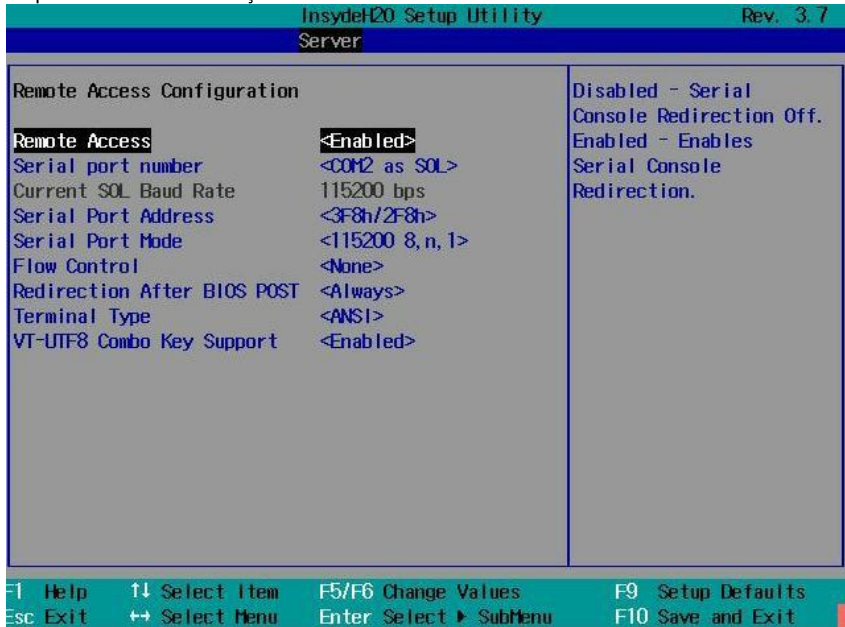 InsydeH20 Setup Utility Rev. 3.7
Server
Remote Access Configuration
Remote Access <Enabled>
Serial port number <COM2 as SOL>
Current SOL Baud Rate 115200 bps
Serial Port Address <3F8h/2F8h>
Serial Port Mode <115200 8,n,1>
Flow Control <None>
Redirection After BIOS POST <Always>
Terminal Type <ANSI>
VT-UTF8 Combo Key Support <Enabled>
Disabled - Serial
Console Redirection Off.
Enabled - Enables
Serial Console
Redirection.
F1 Help ↑↓ Select Item F5/F6 Change Values F9 Setup Defaults
Esc Exit ↔ Select Menu Enter Select ▶ SubMenu F10 Save and Exit